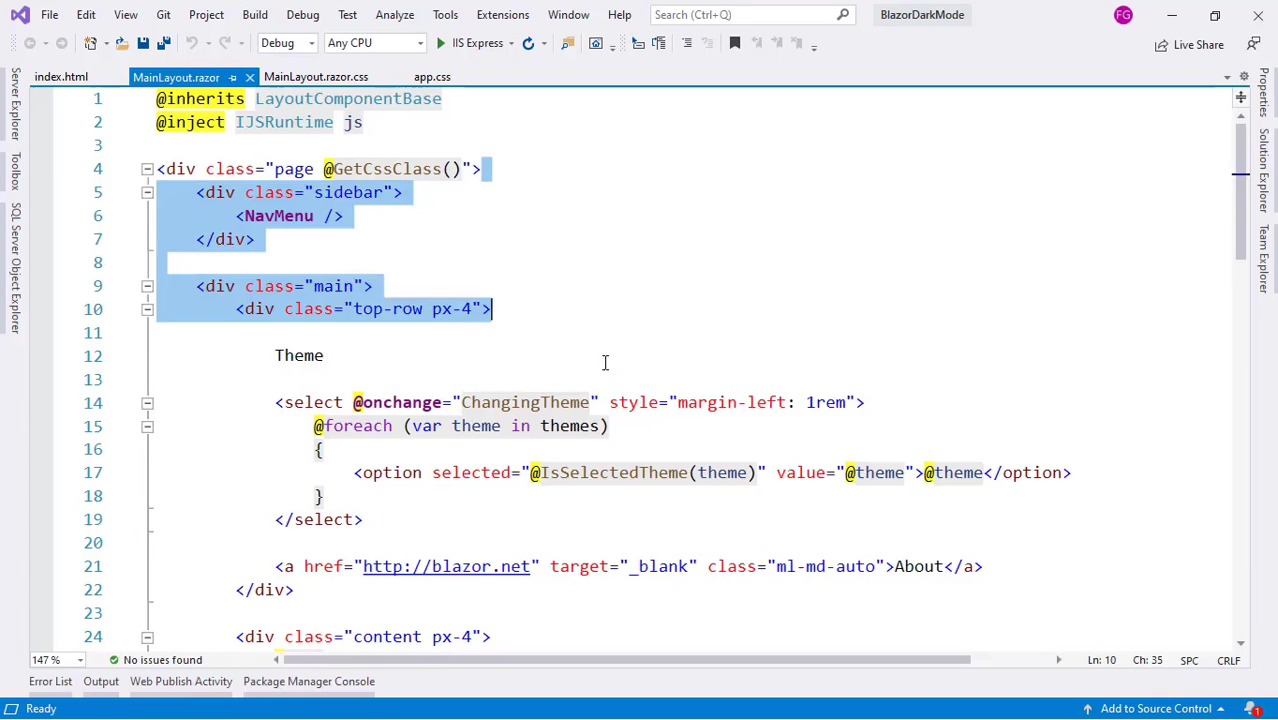 File Edit View Git Project Build Debug Test Analyze Tools Extensions Window Help Search (Ctrl+Q) BlazorDarkMode FG
Debug Any CPU IIS Express Live Share
index.html MainLayout.razor MainLayout.razor.css app.css
Server Explorer
Toolbox
SQL Server Object Explorer
1 @inherits LayoutComponentBase
2 @inject IJSRuntime js
3
4 <div class="page @GetCssClass()">
5 <div class="sidebar">
6 <NavMenu />
7 </div>
8
9 <div class="main">
10 <div class="top-row px-4">
11
12 Theme
13
14 <select @onchange="ChangingTheme" style="margin-left: 1rem">
15 @foreach (var theme in themes)
16 {
17 <option selected="@IsSelectedTheme(theme)" value="@theme">@theme</option>
18 }
19 </select>
20
21 <a href="http://blazor.net" target="_blank" class="ml-md-auto">About</a>
22 </div>
23
24 <div class="content px-4">
Properties
Solution Explorer
Team Explorer
147 % No issues found Ln: 10 Ch: 35 SPC CRLF
Error List Output Web Publish Activity Package Manager Console
Ready Add to Source Control 1